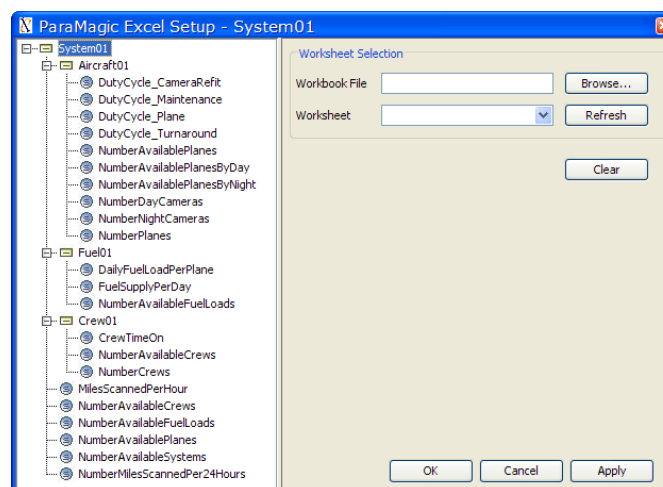 ParaMagic Excel Setup - System01
System01
Aircraft01
DutyCycle_CameraRefit
DutyCycle_Maintenance
DutyCycle_Plane
DutyCycle_Turnaround
NumberAvailablePlanes
NumberAvailablePlanesByDay
NumberAvailablePlanesByNight
NumberDayCameras
NumberNightCameras
NumberPlanes
Fuel01
DailyFuelLoadPerPlane
FuelSupplyPerDay
NumberAvailableFuelLoads
Crew01
CrewTimeOn
NumberAvailableCrews
NumberCrews
MilesScannedPerHour
NumberAvailableCrews
NumberAvailableFuelLoads
NumberAvailablePlanes
NumberAvailableSystems
NumberMilesScannedPer24Hours
Worksheet Selection
Workbook File
Browse...
Worksheet
Refresh
Clear
OK
Cancel
Apply